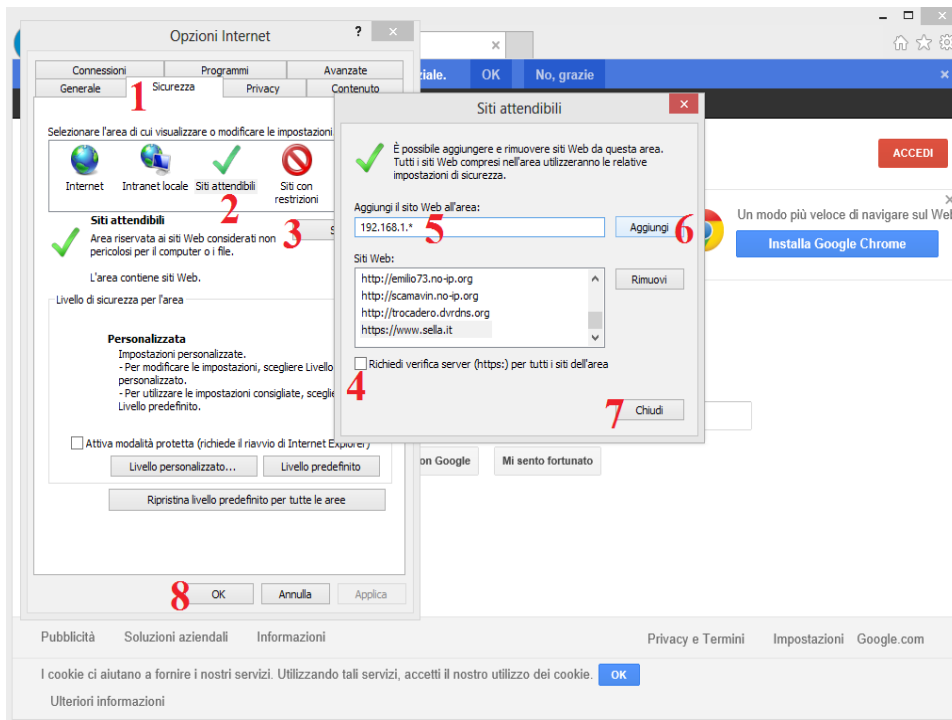 Opzioni Internet
?
Connessioni Programmi Avanzate
Generale Sicurezza Privacy Contenuto
1
Selezionare l'area di cui visualizzare o modificare le impostazioni.
Internet Intranet locale Siti attendibili Siti con restrizioni
2
Siti attendibili
3 S
Area riservata ai siti Web considerati non
pericolosi per il computer o i file.
L'area contiene siti Web.
Livello di sicurezza per l'area
Personalizzata
Impostazioni personalizzate.
- Per modificare le impostazioni, scegliere Livello
personalizzato.
- Per utilizzare le impostazioni consigliate, scegli
Livello predefinito.
Attiva modalità protetta (richiede il riavvio di Internet Explorer)
Livello personalizzato... Livello predefinito
Ripristina livello predefinito per tutte le aree
8 OK Annulla Applica
Siti attendibili
È possibile aggiungere e rimuovere siti Web da questa area.
Tutti i siti Web compresi nell'area utilizzeranno le relative
impostazioni di sicurezza.
Aggiungi il sito Web all'area:
192.168.1.* 5 Aggiungi 6
Siti Web:
http://emilio73.no-ip.org Rimuovi
http://scamavin.no-ip.org
http://trocadero.dvrdns.org
https://www.sella.it
Richiedi verifica server (https:) per tutti i siti dell'area
4
7 Chiudi
ziale. OK No, grazie
ACCEDI
Un modo più veloce di navigare sul Web
Installa Google Chrome
on Google Mi sento fortunato
Pubblicità Soluzioni aziendali Informazioni Privacy e Termini Impostazioni Google.com
I cookie ci aiutano a fornire i nostri servizi. Utilizzando tali servizi, accetti il nostro utilizzo dei cookie. OK
Ulteriori informazioni